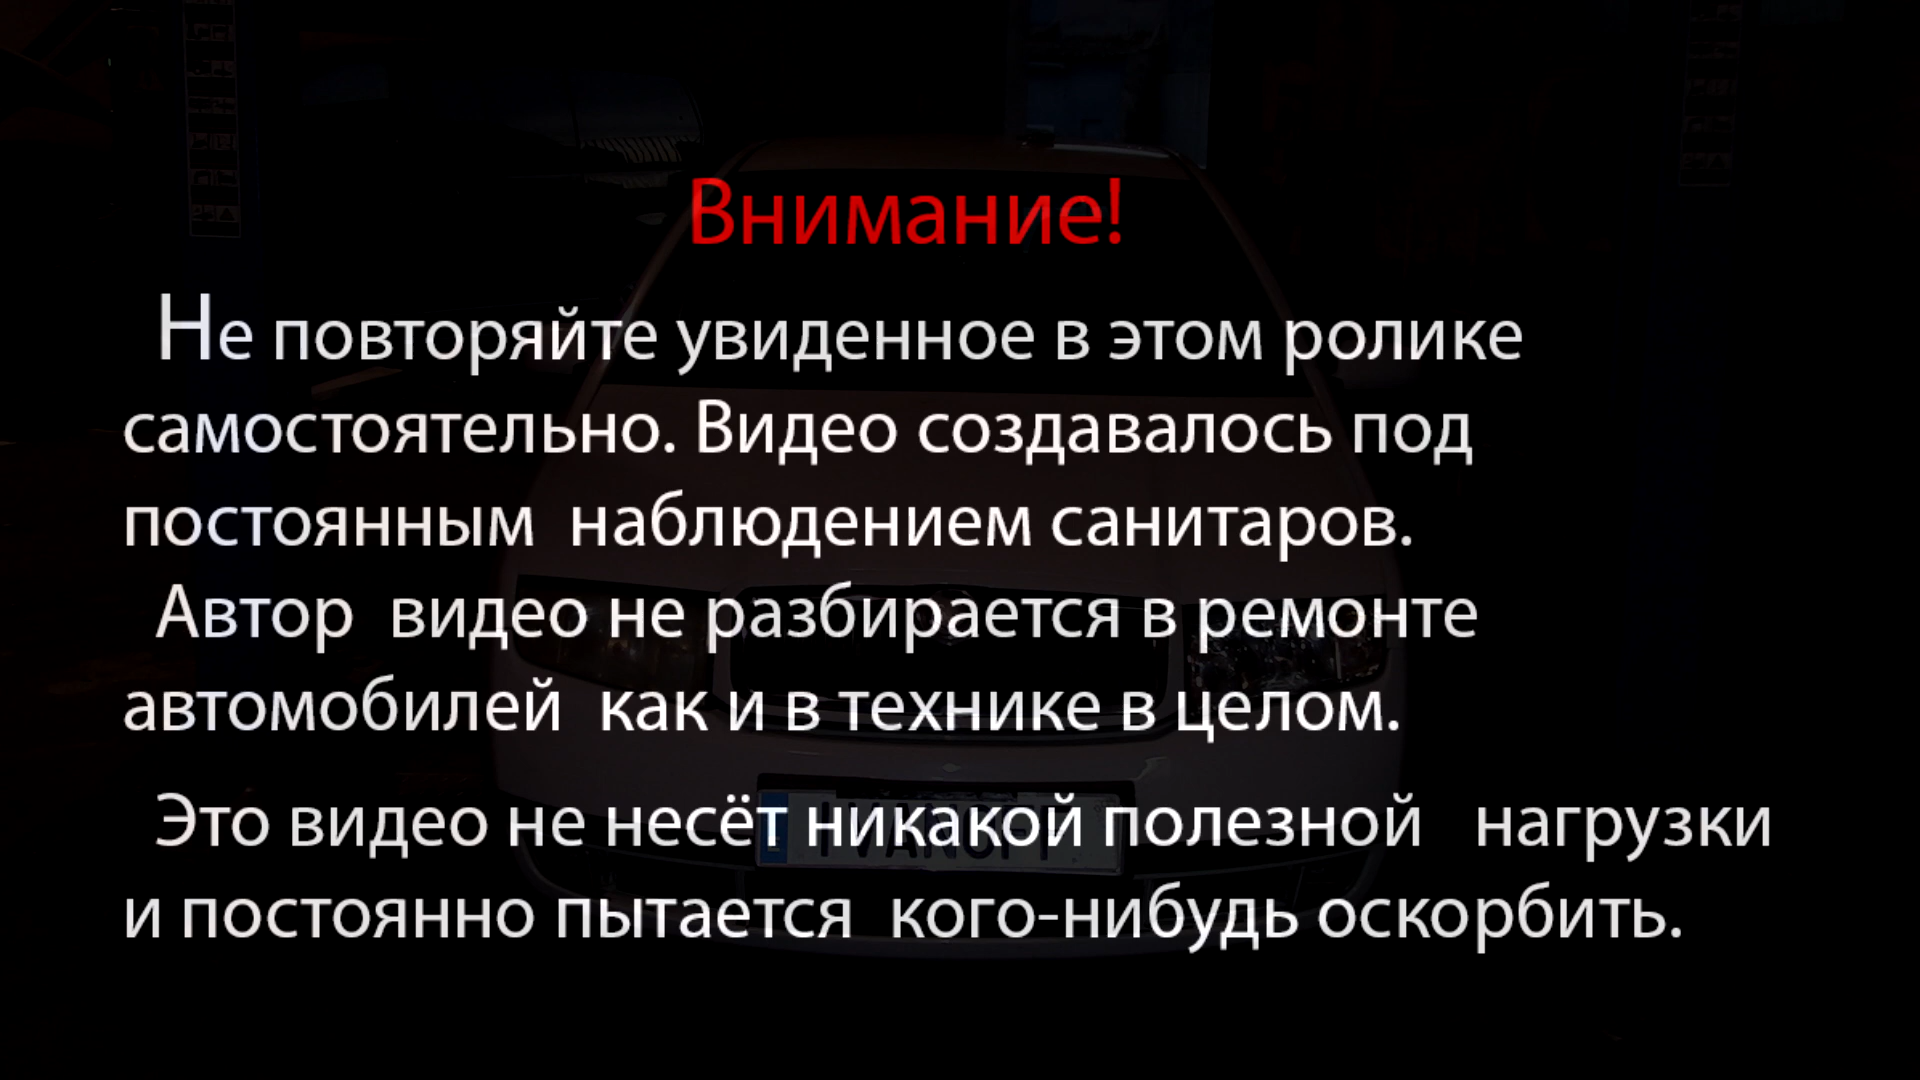 Внимание!
Не повторяйте увиденное в этом ролике
самостоятельно. Видео создавалось под
постоянным наблюдением санитаров.
Автор видео не разбирается в ремонте
автомобилей как и в технике в целом.
Это видео не несёт никакой полезной нагрузки
и постоянно пытается кого-нибудь оскорбить.